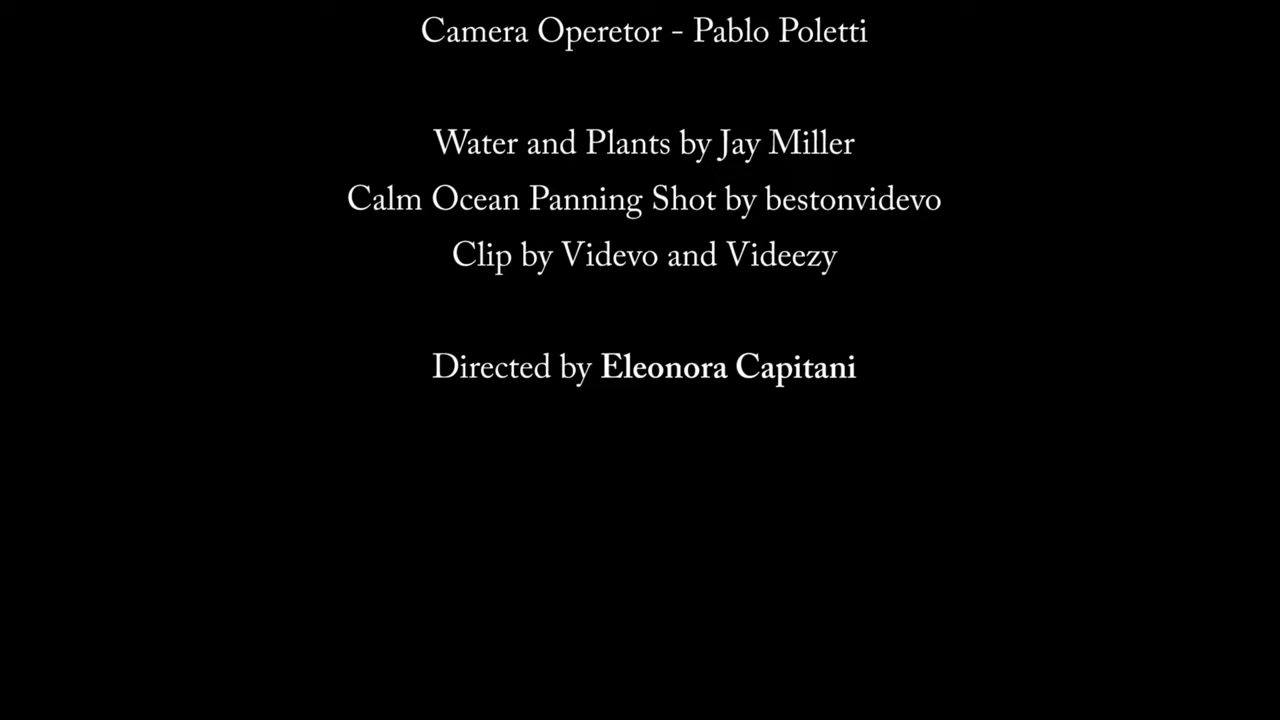 Camera Operetor - Pablo Poletti
Water and Plants by Jay Miller
Calm Ocean Panning Shot by bestonvidevo
Clip by Videvo and Videezy
Directed by Eleonora Capitani